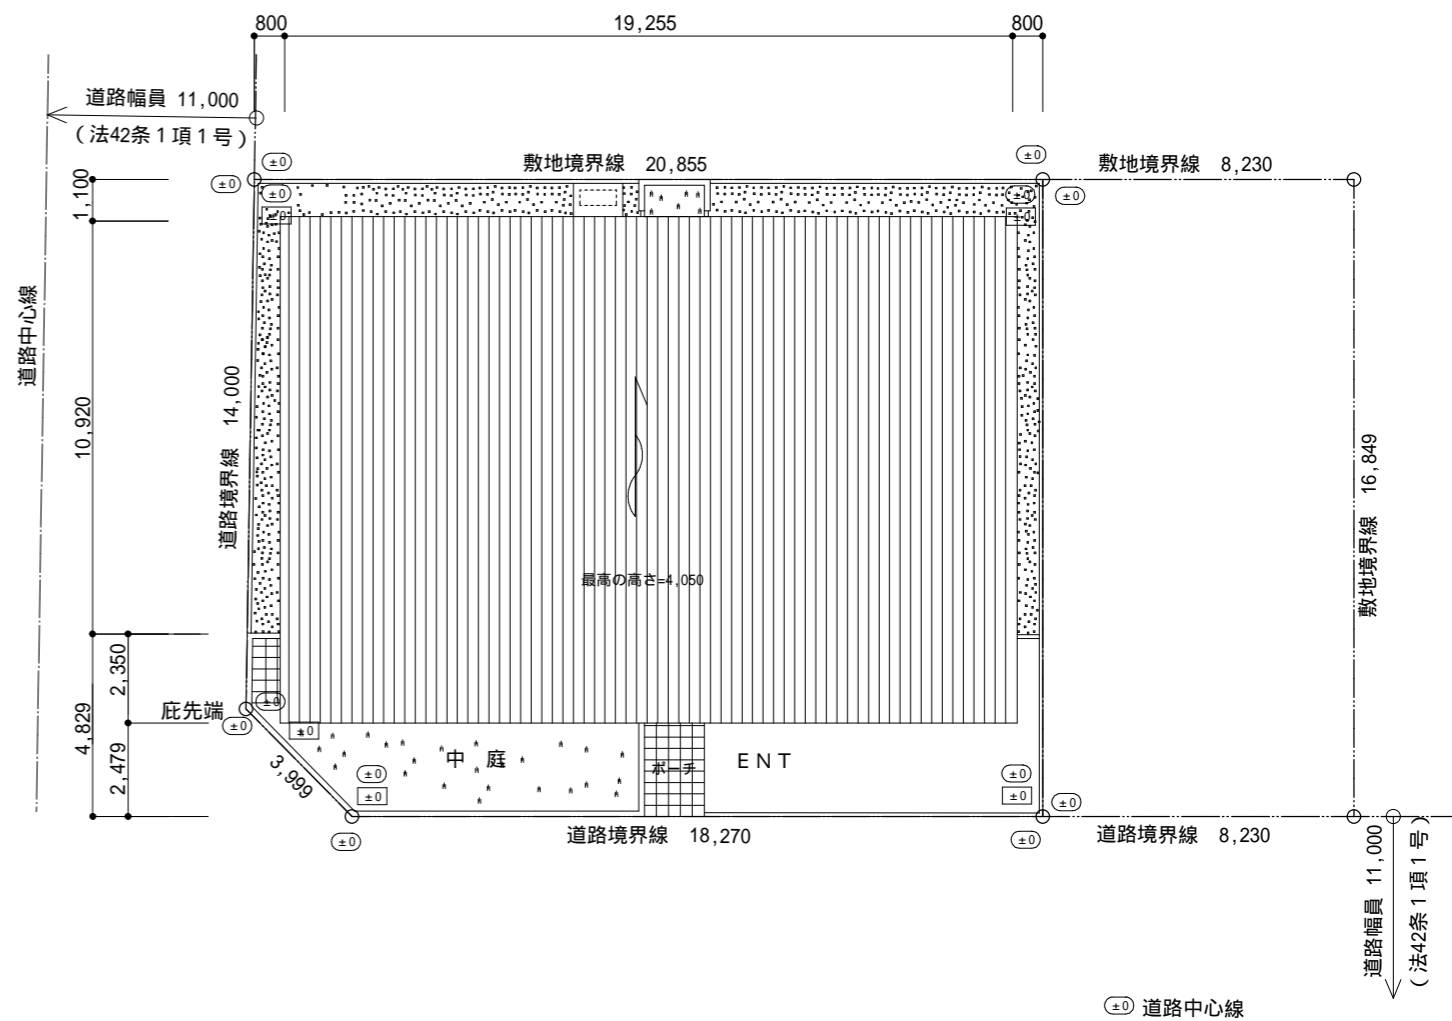 800
19,255
800
道路幅員 11,000
(法42条1項1号)
±0
±0
敷地境界線 20,855
敷地境界線 8,230
±0
±0
±0
±0
±0
±0
1,100
道路中心線
10,920
道路境界線 14,000
最高の高さ=4,050
敷地境界線 16,849
2,350
4,829
2,479
庇先端
±0
±0
±0
3,999
中 庭
ポーチ
ENT
±0
±0
±0
±0
±0
±0
±0
道路境界線 18,270
道路境界線 8,230
道路幅員 11,000
(法42条1項1号)
±0 道路中心線